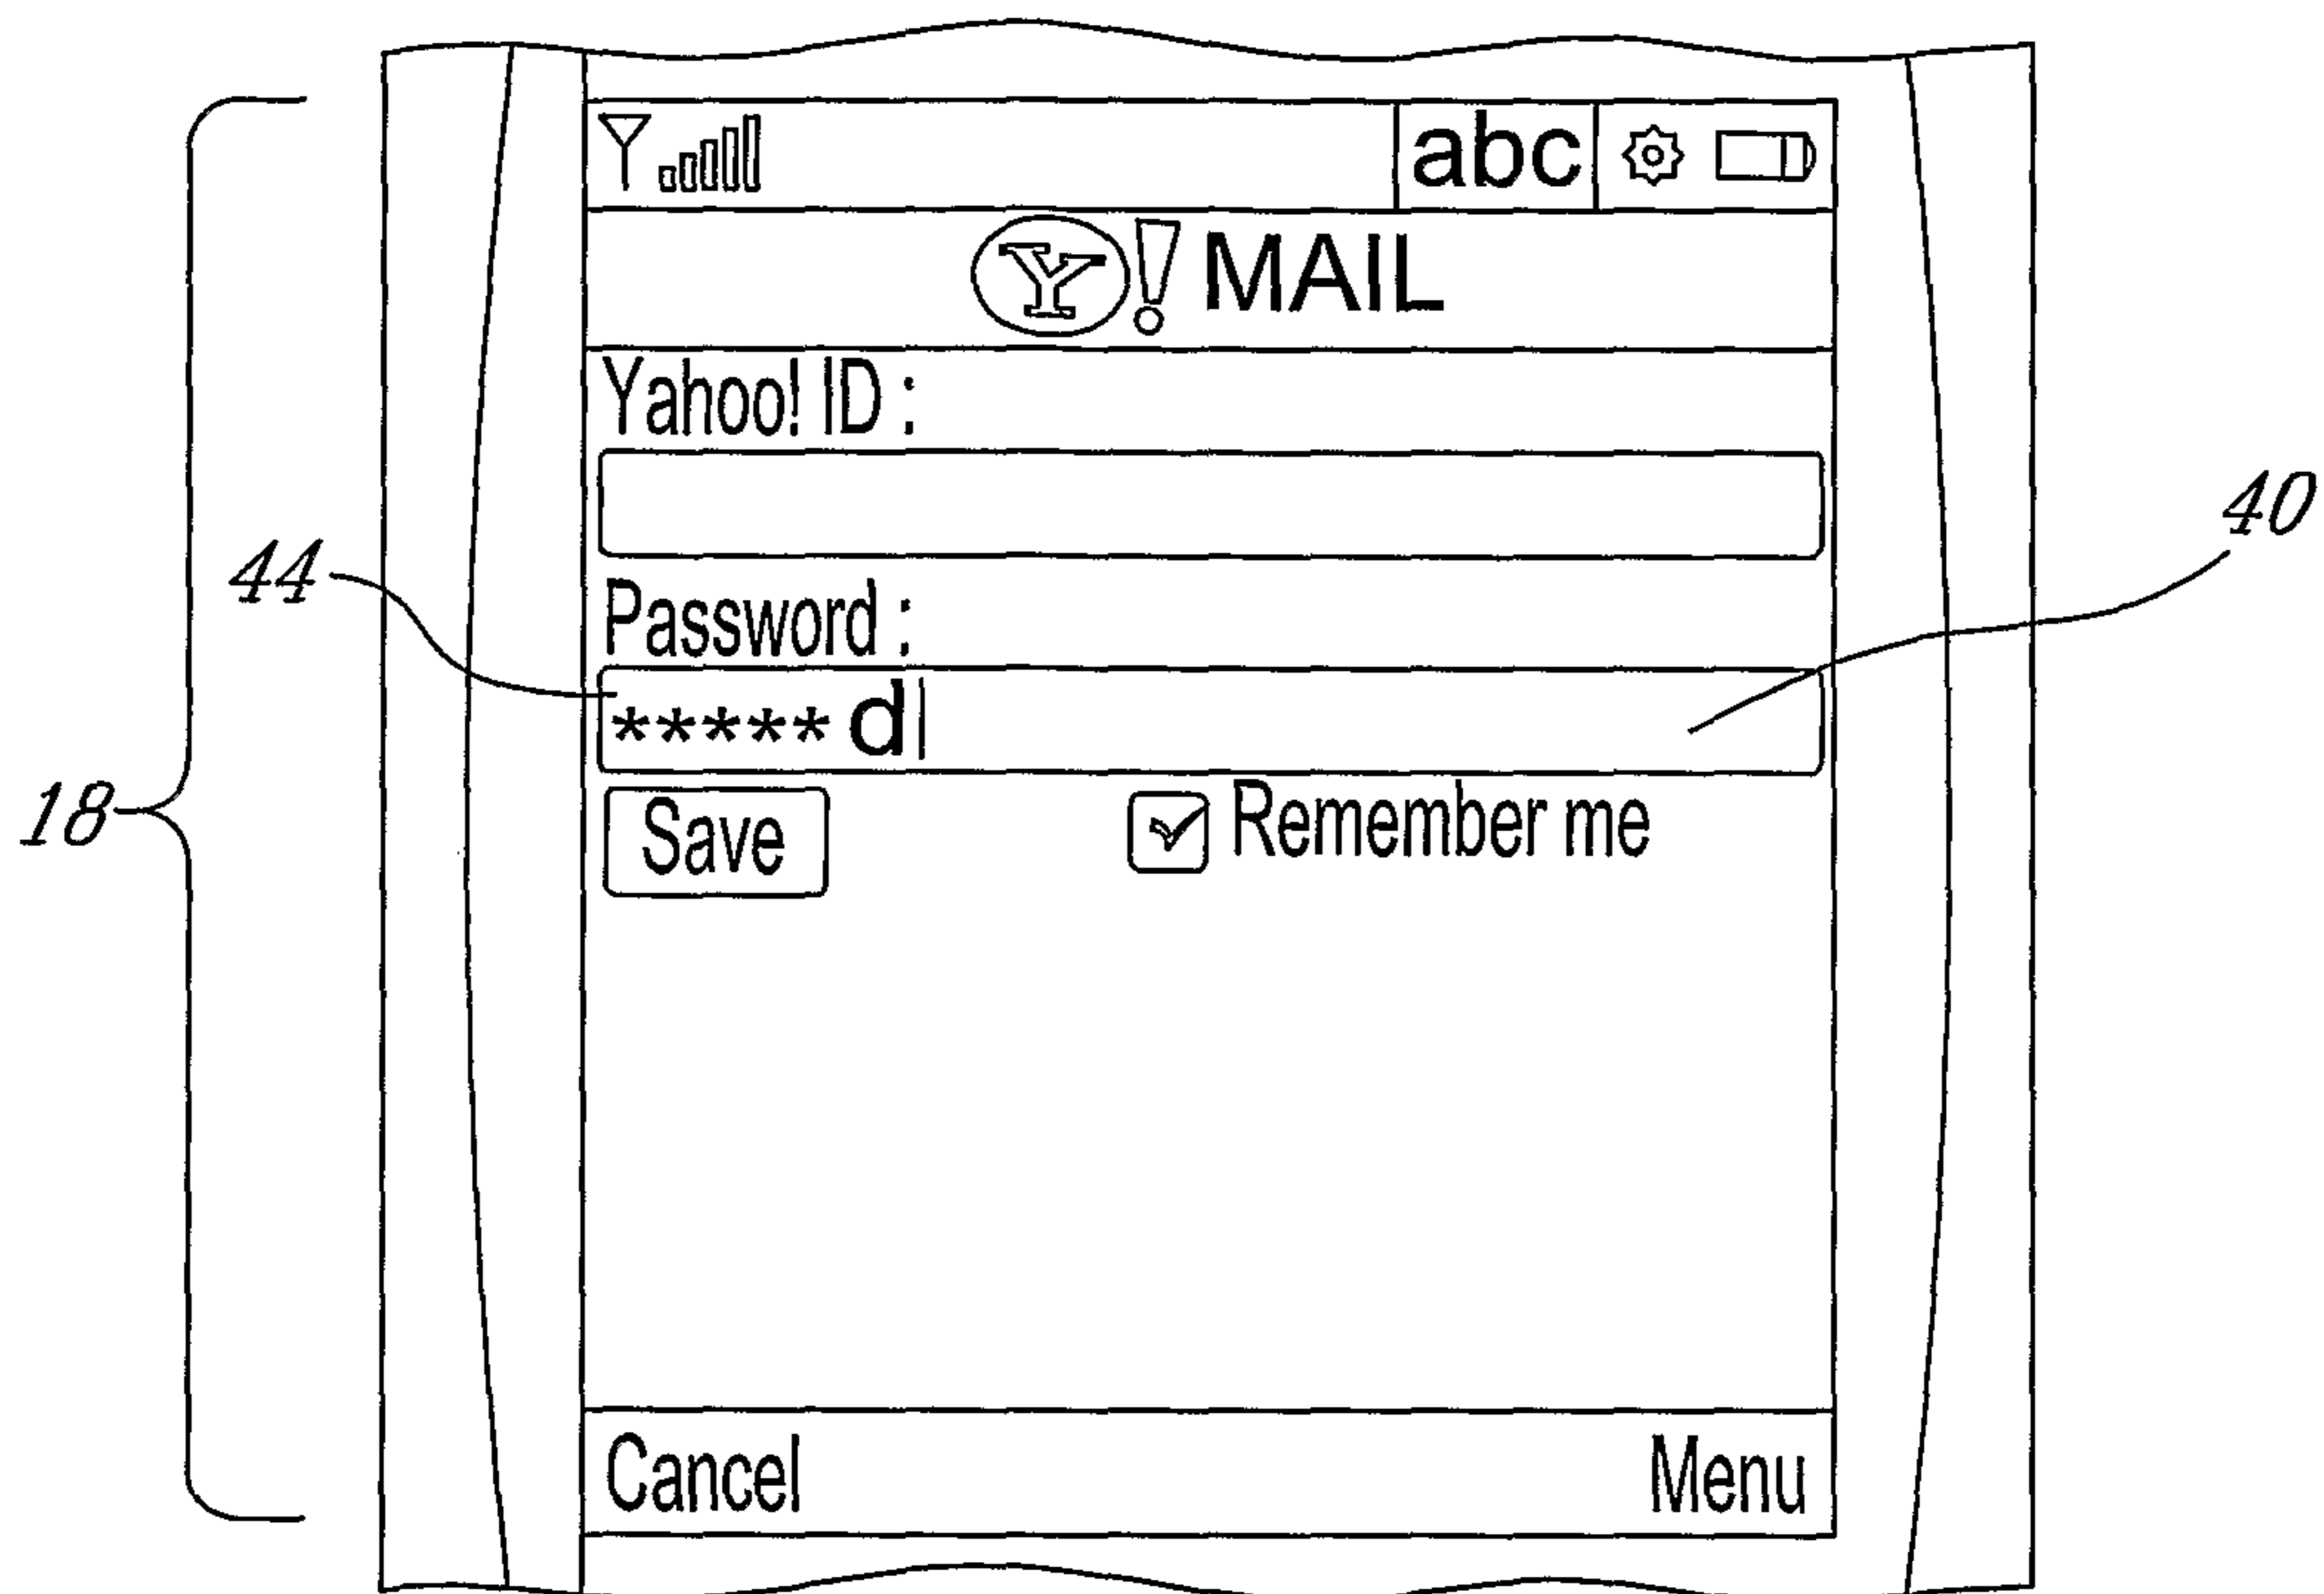 abc
Y! MAIL
Yahoo! ID :
40
44
Password :
*****d|
18
Save Remember me
Cancel Menu